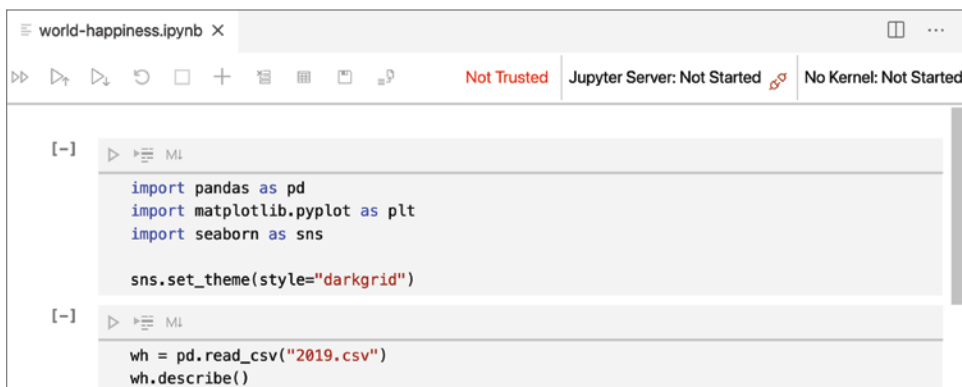 world-happiness.ipynb
Not Trusted Jupyter Server: Not Started No Kernel: Not Started
[-]
M↓
import pandas as pd
import matplotlib.pyplot as plt
import seaborn as sns
sns.set_theme(style="darkgrid")
[-]
M↓
wh = pd.read_csv("2019.csv")
wh.describe()